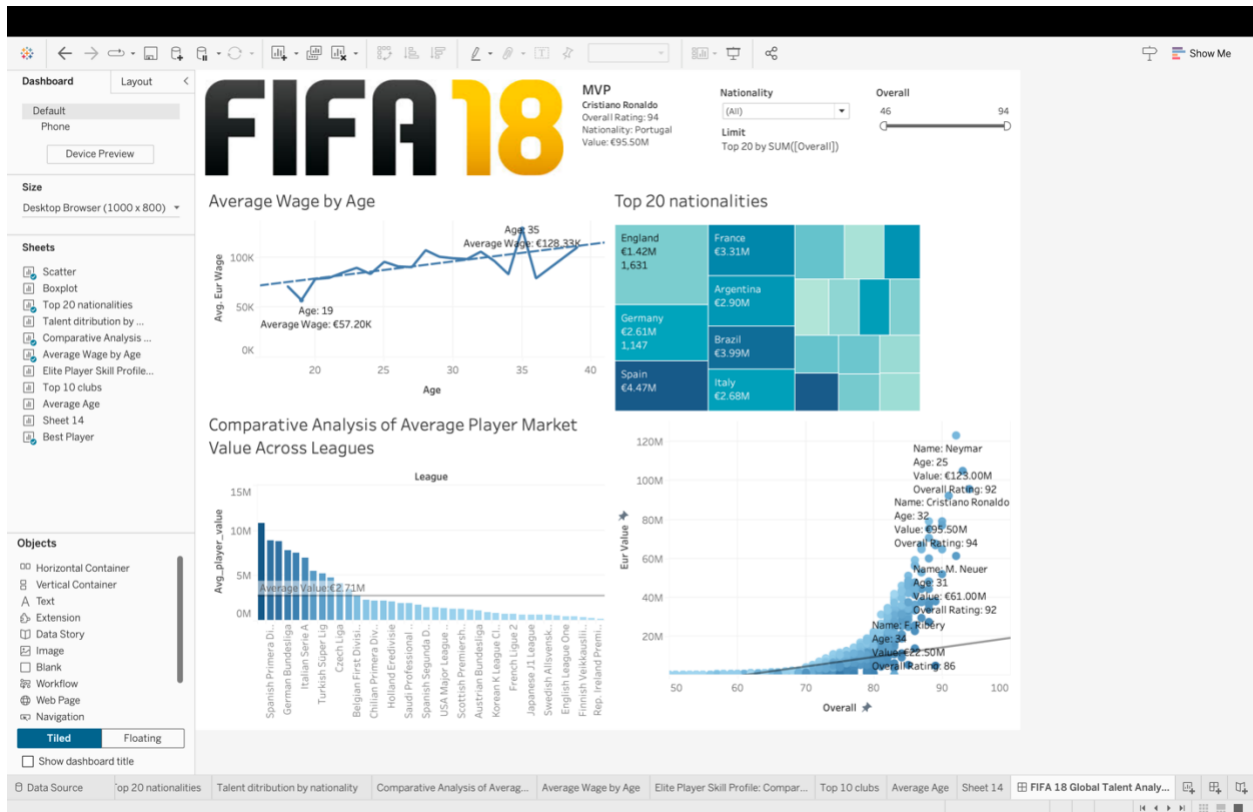 Show Me
Dashboard
Layout
Default
Phone
Device Preview
Size
Desktop Browser (1000 x 800)
Sheets
Scatter
Boxplot
Top 20 nationalities
Talent ditribution by ...
Comparative Analysis ...
Average Wage by Age
Elite Player Skill Profile...
Top 10 clubs
Average Age
Sheet 14
Best Player
Objects
Horizontal Container
Vertical Container
Text
Extension
Data Story
Image
Blank
Workflow
Web Page
Navigation
Tiled
Floating
Show dashboard title
FIFA 18
MVP
Cristiano Ronaldo
Overall Rating: 94
Nationality: Portugal
Value: €95.50M
Nationality
(All)
Limit
Top 20 by SUM([Overall])
Overall
46
94
Average Wage by Age
Avg. Eur Wage
100K
50K
0K
Age: 35
Average Wage: €128.33K
Age: 19
Average Wage: €57.20K
20
25
30
35
40
Age
Top 20 nationalities
England
€1.42M
1,631
Germany
€2.61M
1,147
Spain
€4.47M
France
€3.31M
Argentina
€2.90M
Brazil
€3.99M
Italy
€2.68M
Comparative Analysis of Average Player Market
Value Across Leagues
League
Avg_player_value
15M
10M
5M
0M
Average Value:€2.71M
Spanish Primera Di..
German Bundesliga
Italian Serie A
Turkish Super Lig
Czech Liga
Belgian First Divisi..
Chilian Primera Div..
Holland Eredivisie
Saudi Professional ..
Spanish Segunda D..
USA Major League ..
Scottish Premiersh..
Austrian Bundesliga
Korean K League Cl..
French Ligue 2
Japanese J1 League
Swedish Allsvensk..
English League One
Finnish Veikkauslii..
Rep. Ireland Premi..
Eur Value
120M
100M
80M
60M
40M
20M
Name: Neymar
Age: 25
Value: €123.00M
Overall Rating: 92
Name: Cristiano Ronaldo
Age: 32
Value: €95.50M
Overall Rating: 94
Name: M. Neuer
Age: 31
Value: €61.00M
Overall Rating: 92
Name: F. Ribery
Age: 34
Value: €22.50M
Overall Rating: 86
50
60
70
80
90
100
Overall
Data Source
Top 20 nationalities
Talent ditribution by nationality
Comparative Analysis of Averag...
Average Wage by Age
Elite Player Skill Profile: Compar...
Top 10 clubs
Average Age
Sheet 14
FIFA 18 Global Talent Analy...